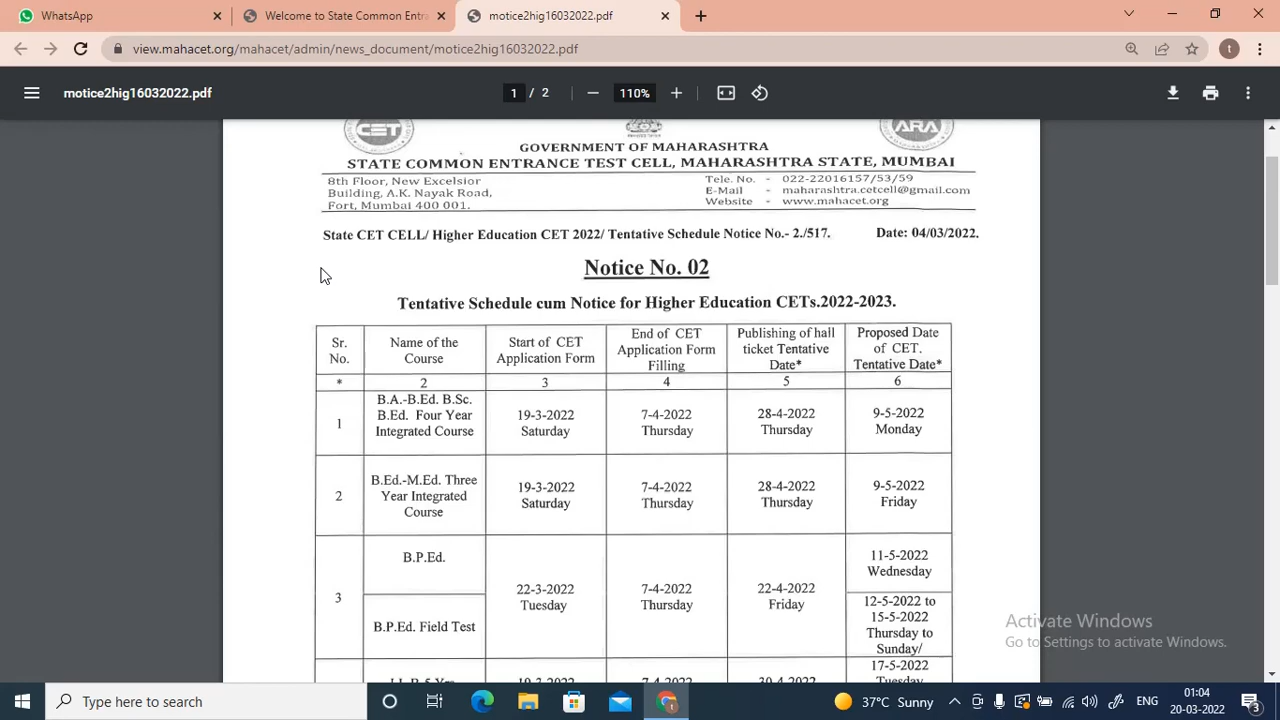 WhatsApp
Welcome to State Common Entra
motice2hig16032022.pdf
view.mahacet.org/mahacet/admin/news_document/motice2hig16032022.pdf
t
motice2hig16032022.pdf
1 / 2
110%
CET
ARA
GOVERNMENT OF MAHARASHTRA
STATE COMMON ENTRANCE TEST CELL, MAHARASHTRA STATE, MUMBAI
8th Floor, New Excelsior
Building, A.K. Nayak Road,
Fort, Mumbai 400 001.
Tele. No. - 022-22016157/53/59
E-Mail - maharashtra.cetcell@gmail.com
Website - www.mahacet.org
State CET CELL/ Higher Education CET 2022/ Tentative Schedule Notice No.- 2./517. Date: 04/03/2022.
Notice No. 02
Tentative Schedule cum Notice for Higher Education CETs.2022-2023.
Sr.
No.
Name of the
Course
Start of CET
Application Form
End of CET
Application Form
Filling
Publishing of hall
ticket Tentative
Date*
Proposed Date
of CET.
Tentative Date*
* 2 3 4 5 6
1
B.A.-B.Ed. B.Sc.
B.Ed. Four Year
Integrated Course
19-3-2022
Saturday
7-4-2022
Thursday
28-4-2022
Thursday
9-5-2022
Monday
2
B.Ed.-M.Ed. Three
Year Integrated
Course
19-3-2022
Saturday
7-4-2022
Thursday
28-4-2022
Thursday
9-5-2022
Friday
3
B.P.Ed.
B.P.Ed. Field Test
22-3-2022
Tuesday
7-4-2022
Thursday
22-4-2022
Friday
11-5-2022
Wednesday
12-5-2022 to
15-5-2022
Thursday to
Sunday/
19-3-2022
7-4-2022
30-4-2022
17-5-2022
Tuesday
Activate Windows
Go to Settings to activate Windows.
Type here to search
37°C Sunny
ENG
01:04
20-03-2022
3